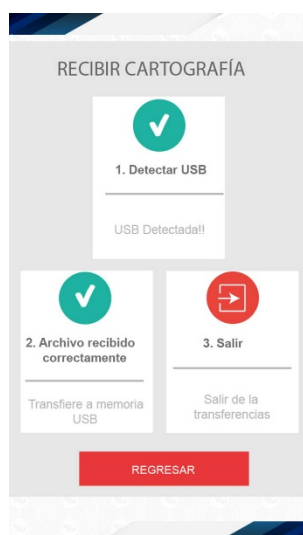 RECIBIR CARTOGRAFÍA
1. Detectar USB
USB Detectada!!
2. Archivo recibido
correctamente
Transfiere a memoria
USB
3. Salir
Salir de la
transferencias
REGRESAR